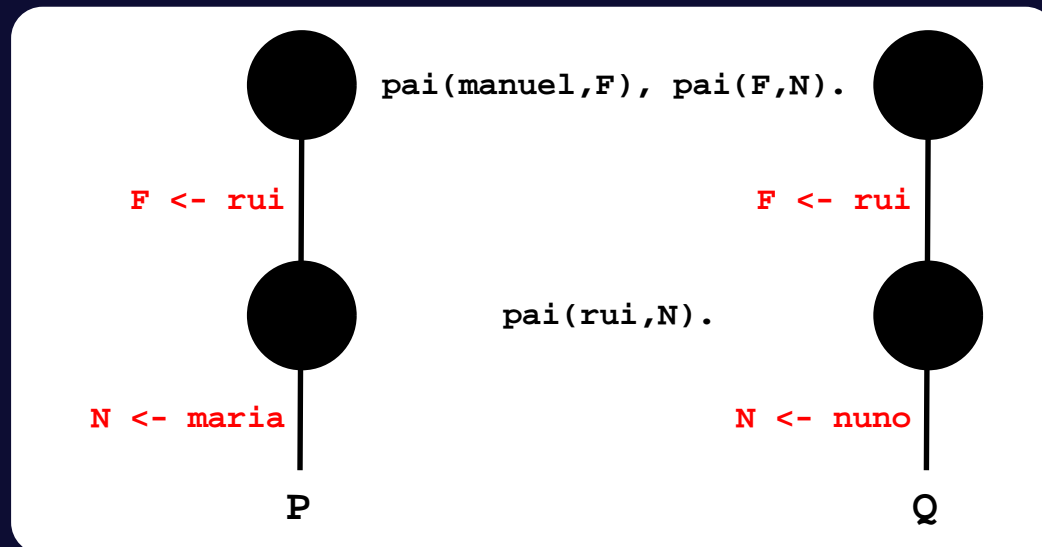 pai(manuel,F), pai(F,N).
F <- rui
F <- rui
pai(rui,N).
N <- maria
N <- nuno
P
Q